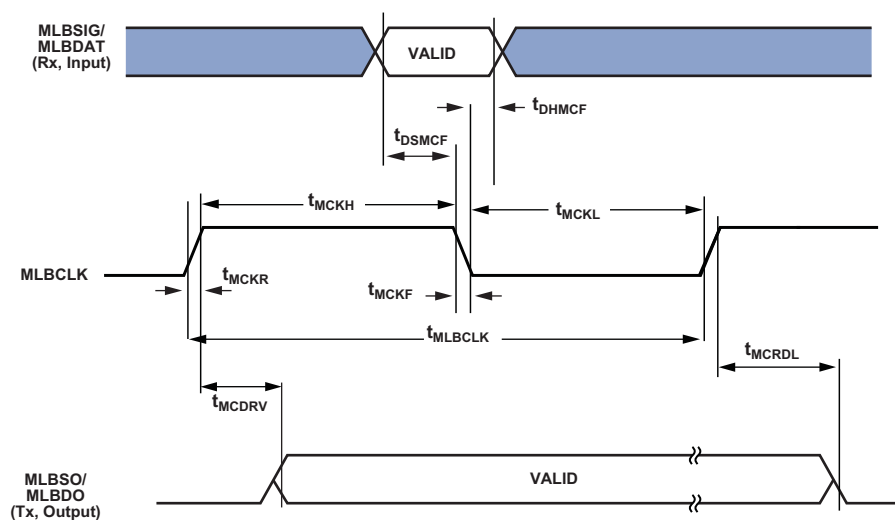 MLBSIG/
MLBDAT
(Rx, Input)
VALID
tDHMCF
tDSMCF
tMCKH
tMCKL
MLBCLK
tMCKR
tMCKF
tMLBCLK
tMCRDL
tMCDRV
MLBSO/
MLBDO
(Tx, Output)
VALID